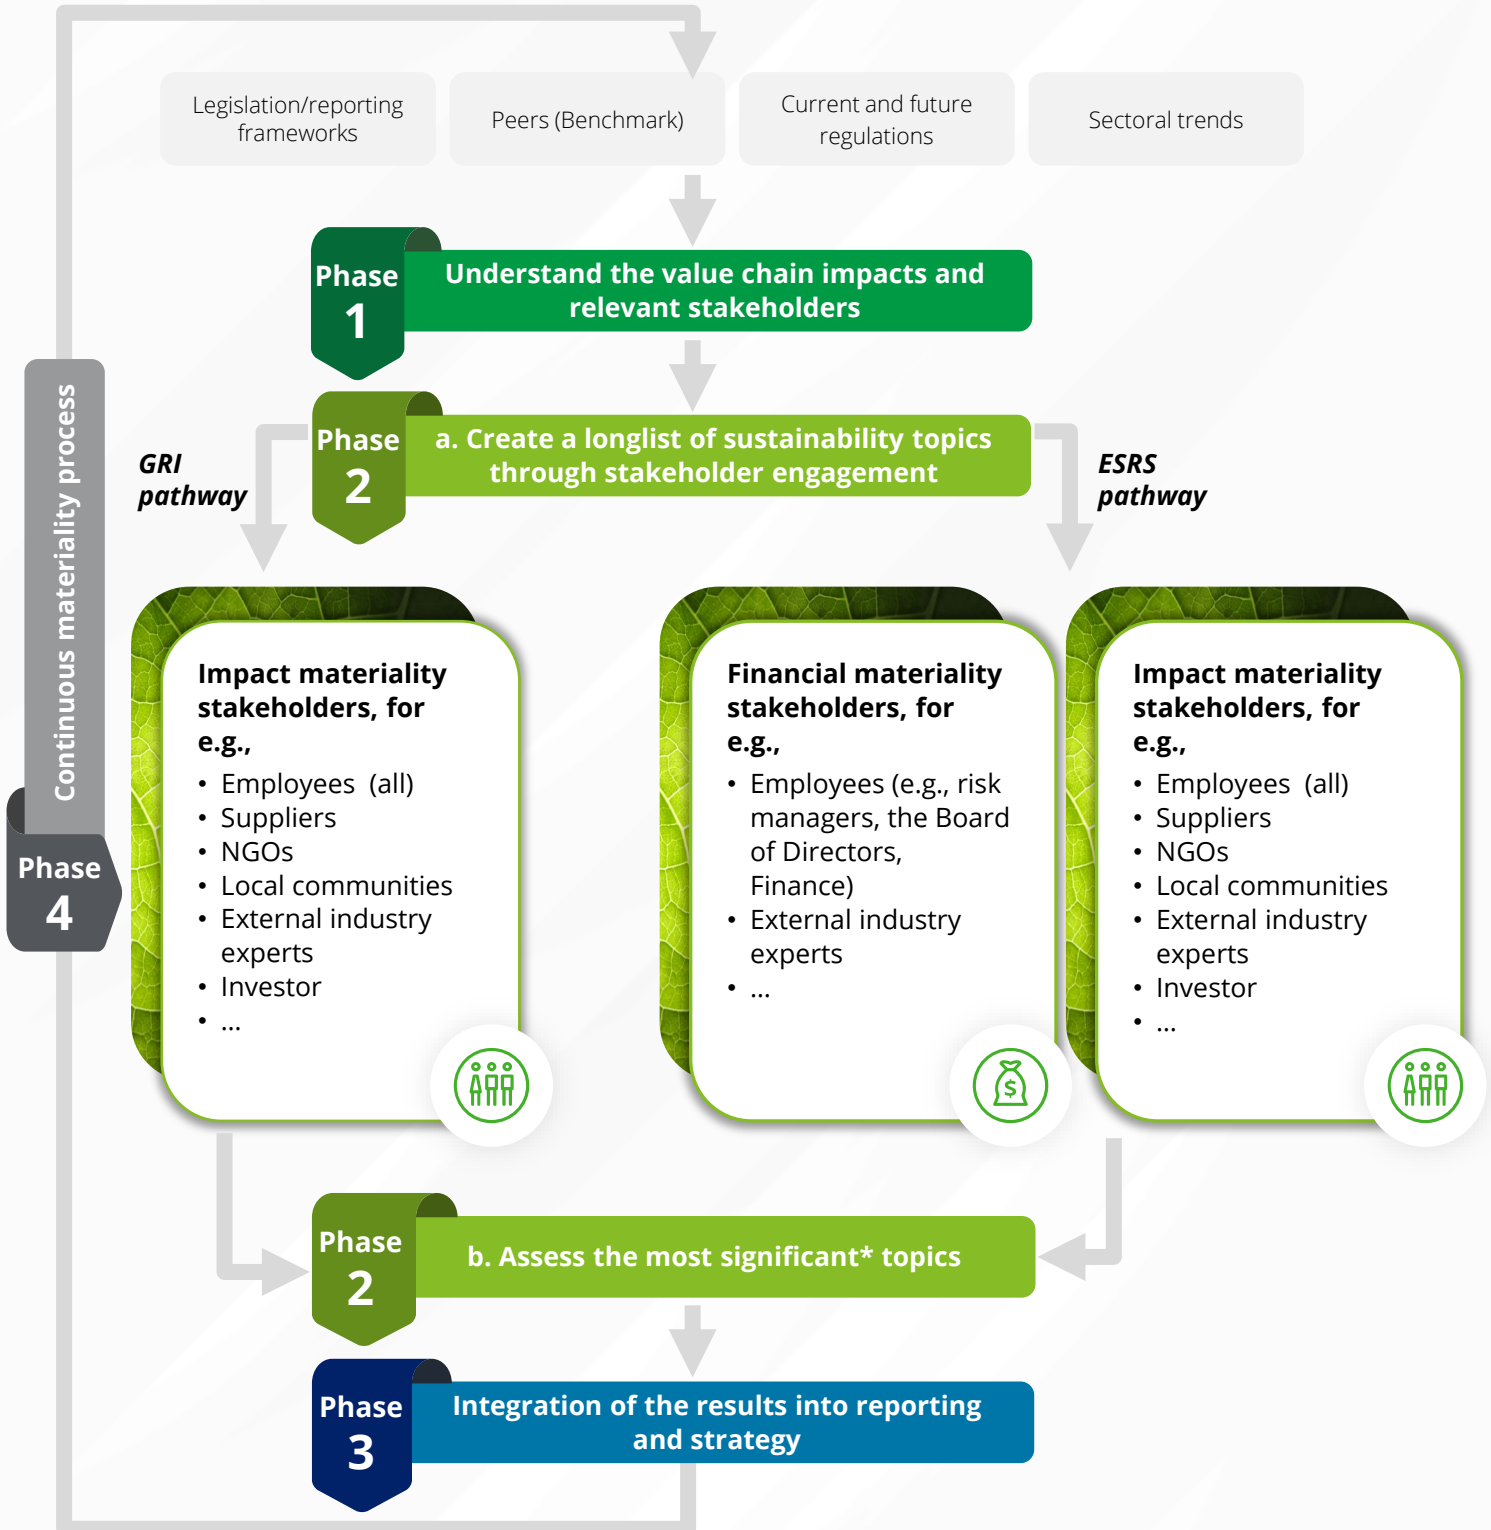 Legislation/reporting
frameworks
Peers (Benchmark)
Current and future
regulations
Sectoral trends
Phase
1
Understand the value chain impacts and
relevant stakeholders
Phase
2
a. Create a longlist of sustainability topics
through stakeholder engagement
GRI
pathway
ESRS
pathway
Continuous materiality process
Phase
4
Impact materiality
stakeholders, for
e.g.,
• Employees  (all)
• Suppliers
• NGOs
• Local communities
• External industry
experts
• Investor
• ...
Financial materiality
stakeholders, for
e.g.,
• Employees (e.g., risk
managers, the Board
of Directors,
Finance)
• External industry
experts
• ...
Impact materiality
stakeholders, for
e.g.,
• Employees  (all)
• Suppliers
• NGOs
• Local communities
• External industry
experts
• Investor
• ...
$
Phase
2
b. Assess the most significant* topics
Phase
3
Integration of the results into reporting
and strategy